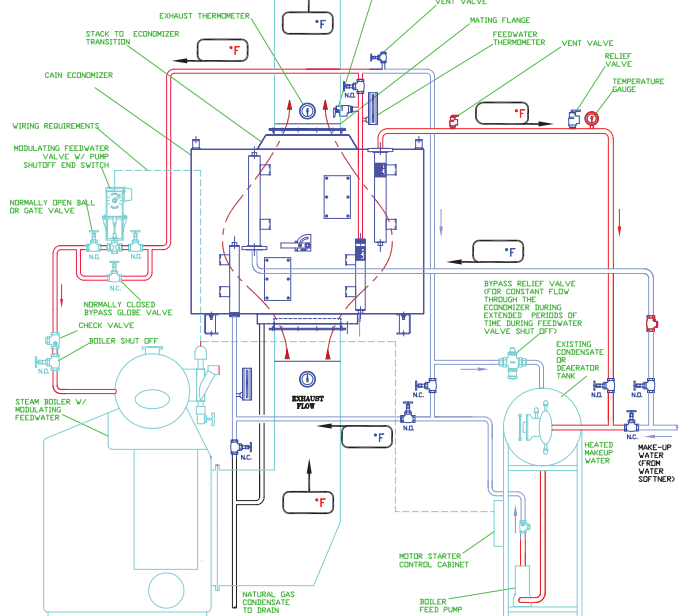 VENT VALVE
EXHAUST THERMOMETER
MATING FLANGE
°F
STACK TO ECONOMIZER
TRANSITION
FEEDWATER
THERMOMETER
VENT VALVE
°F
RELIEF
VALVE
CAIN ECONOMIZER
TEMPERATURE
GAUGE
N.O.
°F
WIRING REQUIREMENTS
MODULATING FEEDWATER
VALVE W/ PUMP
SHUTOFF END SWITCH
NORMALLY OPEN BALL
OR GATE VALVE
N.O.
N.O.
°F
N.C.
NORMALLY CLOSED
BYPASS GLOBE VALVE
BYPASS RELIEF VALVE
(FOR CONSTANT FLOW
THROUGH THE
ECONOMIZER DURING
EXTENDED PERIODS OF
TIME DURING FEEDWATER
VALVE SHUT OFF)
CHECK VALVE
BOILER SHUT OFF
EXISTING
CONDENSATE
OR
DEAERATOR
TANK
N.O.
STEAM BOILER W/
MODULATING
FEEDWATER
EXHAUST
FLOW
N.C.
N.O.
N.O.
N.O.
N.C.
°F
N.C.
HEATED
MAKEUP
WATER
MAKE-UP
WATER
(FROM
WATER
SOFTNER)
°F
MOTOR STARTER
CONTROL CABINET
NATURAL GAS
CONDENSATE
TO DRAIN
BOILER
FEED PUMP